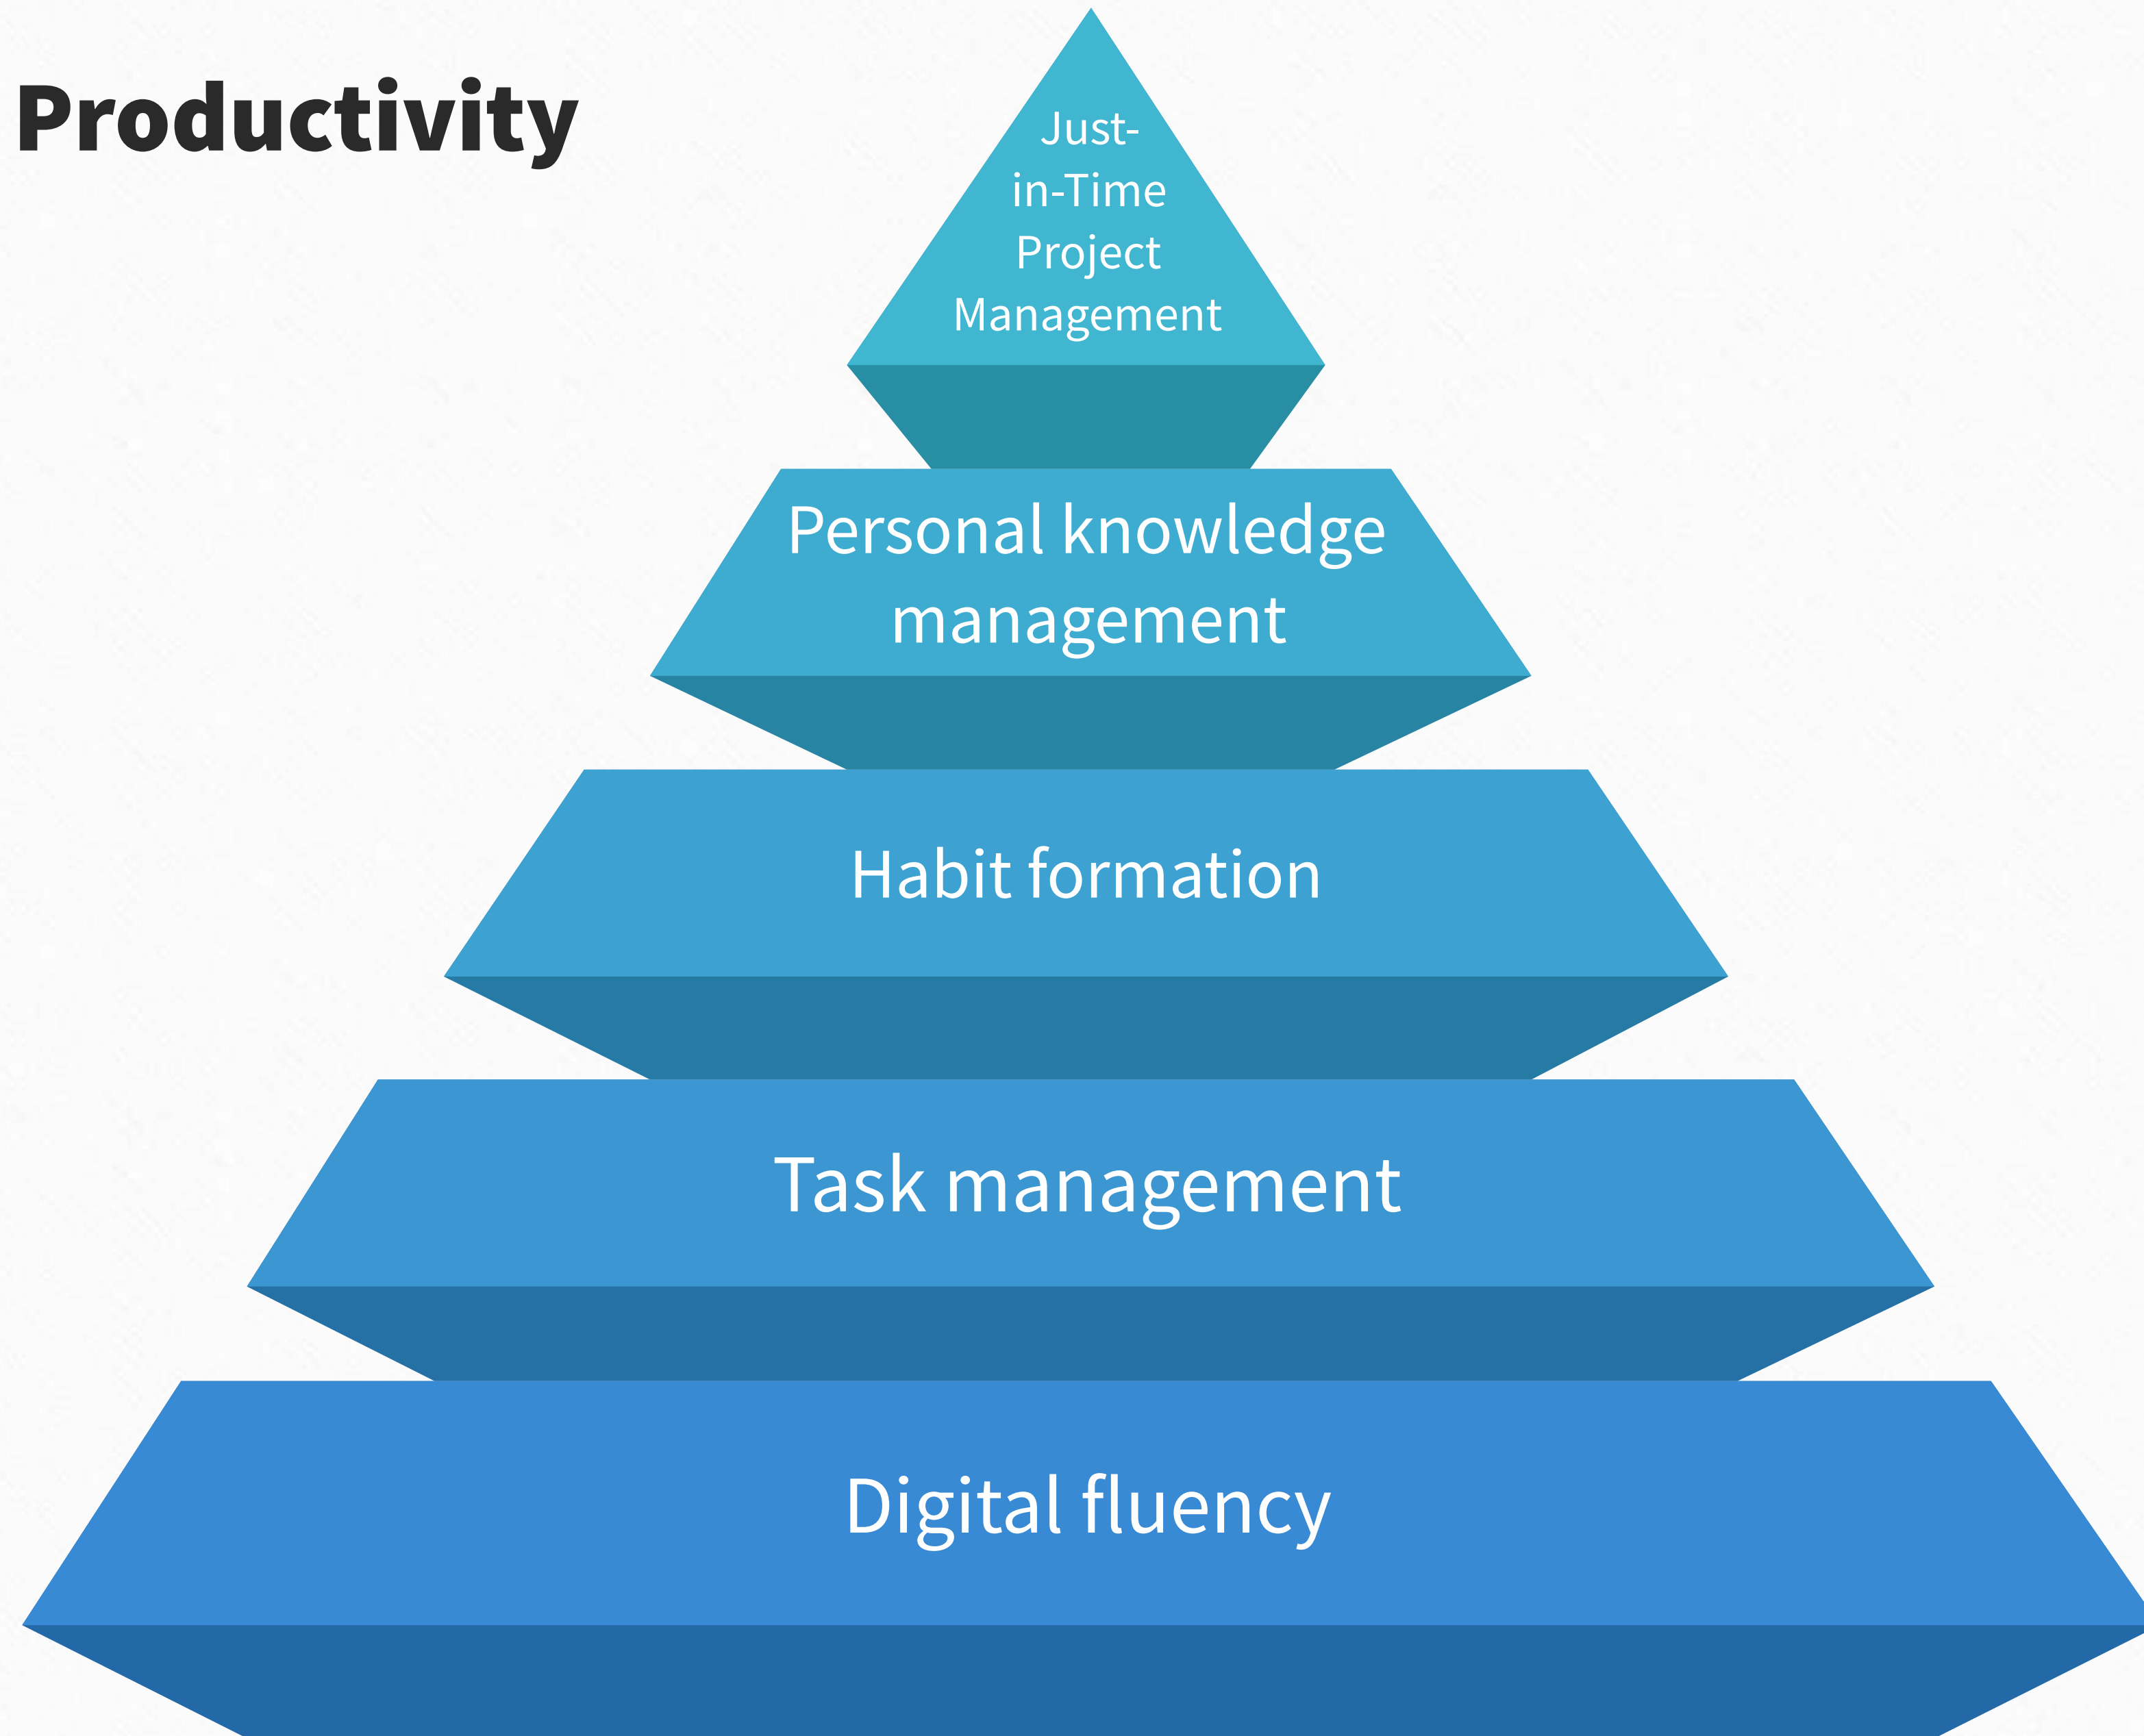 Productivity
Just-
in-Time
Project
Management
Personal knowledge
management
Habit formation
Task management
Digital fluency